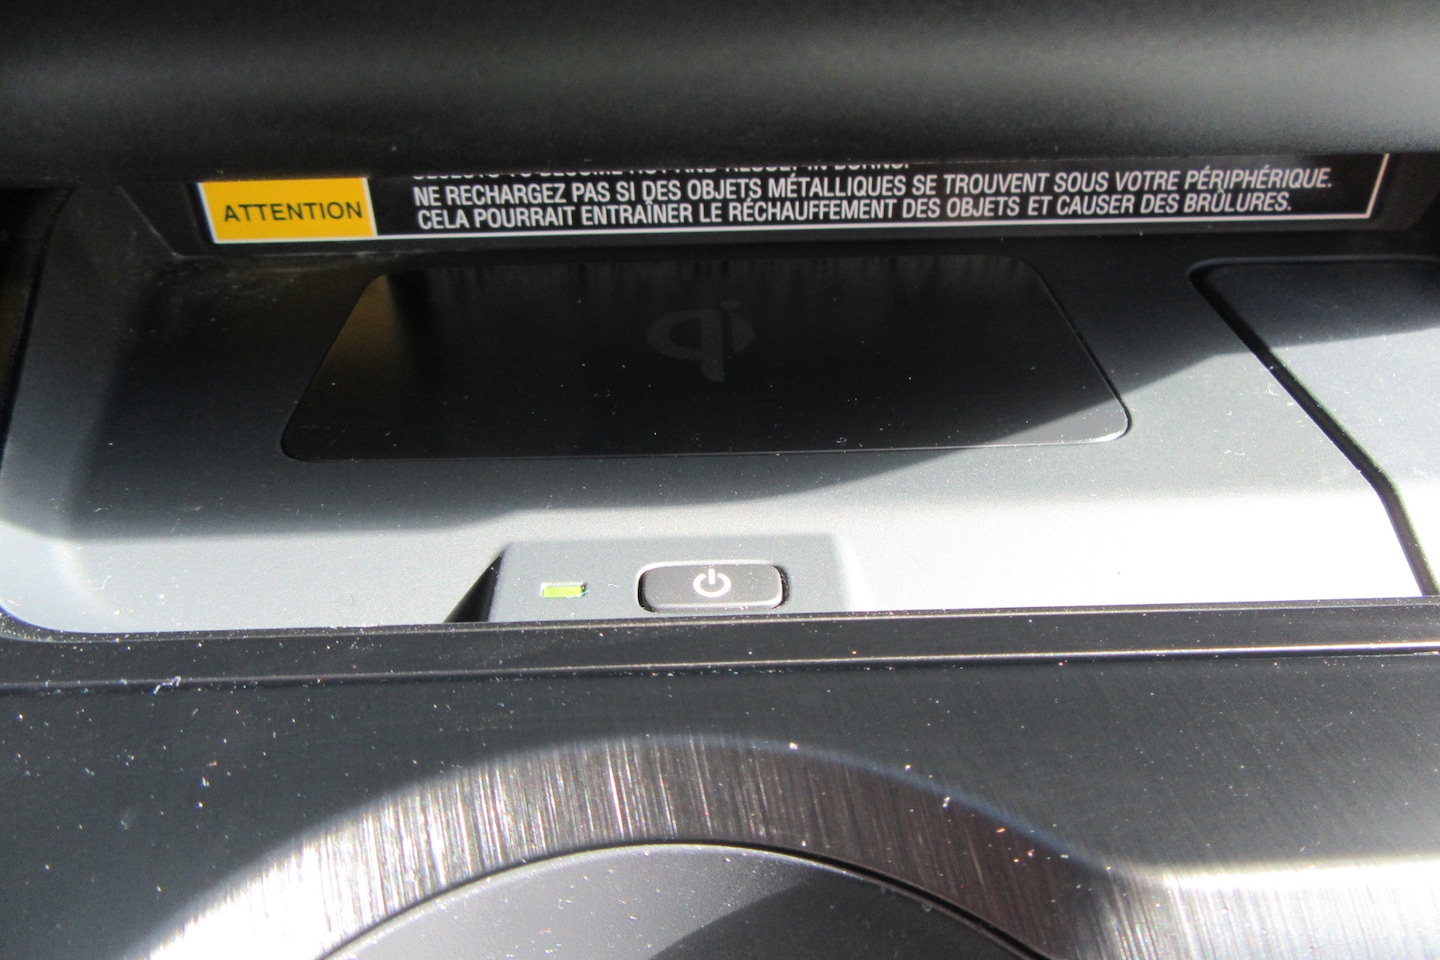 ATTENTION
NE RECHARGEZ PAS SI DES OBJETS MÉTALLIQUES SE TROUVENT SOUS VOTRE PÉRIPHÉRIQUE.
CELA POURRAIT ENTRAÎNER LE RÉCHAUFFEMENT DES OBJETS ET CAUSER DES BRÛLURES.
qi